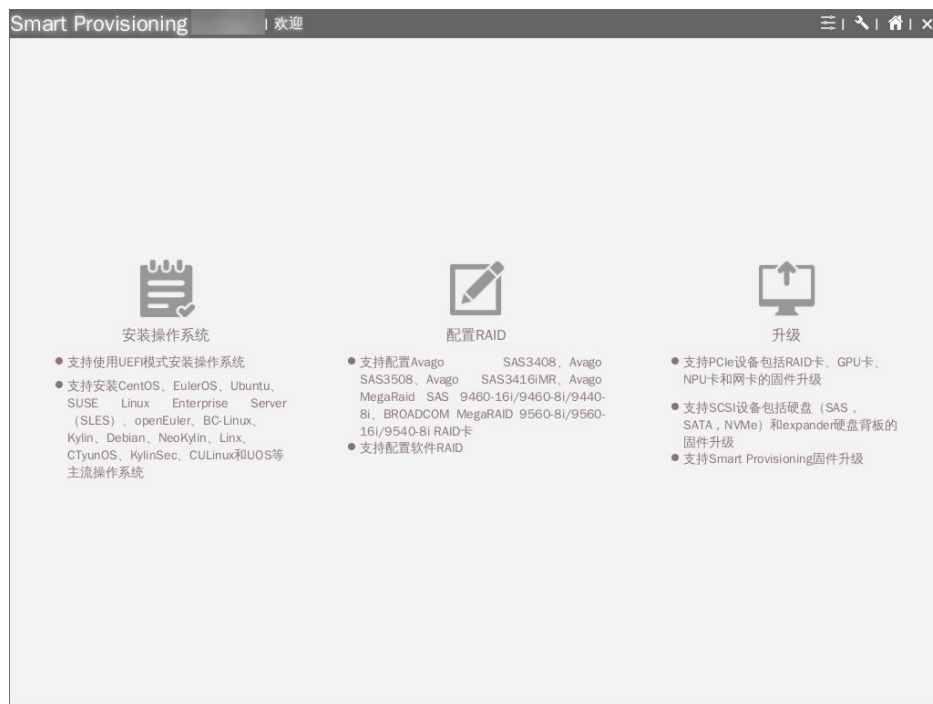 Smart Provisioning
欢迎
安装操作系统
支持使用UEFI模式安装操作系统
支持安装CentOS、EulerOS、Ubuntu、
SUSE Linux Enterprise Server
（SLES）、openEuler、BC-Linux、
Kylin、Debian、NeoKylin、Linx、
CTyunOS、KylinSec、CULinux和UOS等
主流操作系统
配置RAID
支持配置Avago SAS3408、Avago
SAS3508、Avago SAS3416iMR、Avago
MegaRaid SAS 9460-16i/9460-8i/9440-
8i、BROADCOM MegaRAID 9560-8i/9560-
16i/9540-8i RAID卡
支持配置软件RAID
升级
支持PCIe设备包括RAID卡、GPU卡、
NPU卡和网卡的固件升级
支持SCSI设备包括硬盘（SAS，
SATA，NVMe）和expander硬盘背板的
固件升级
支持Smart Provisioning固件升级